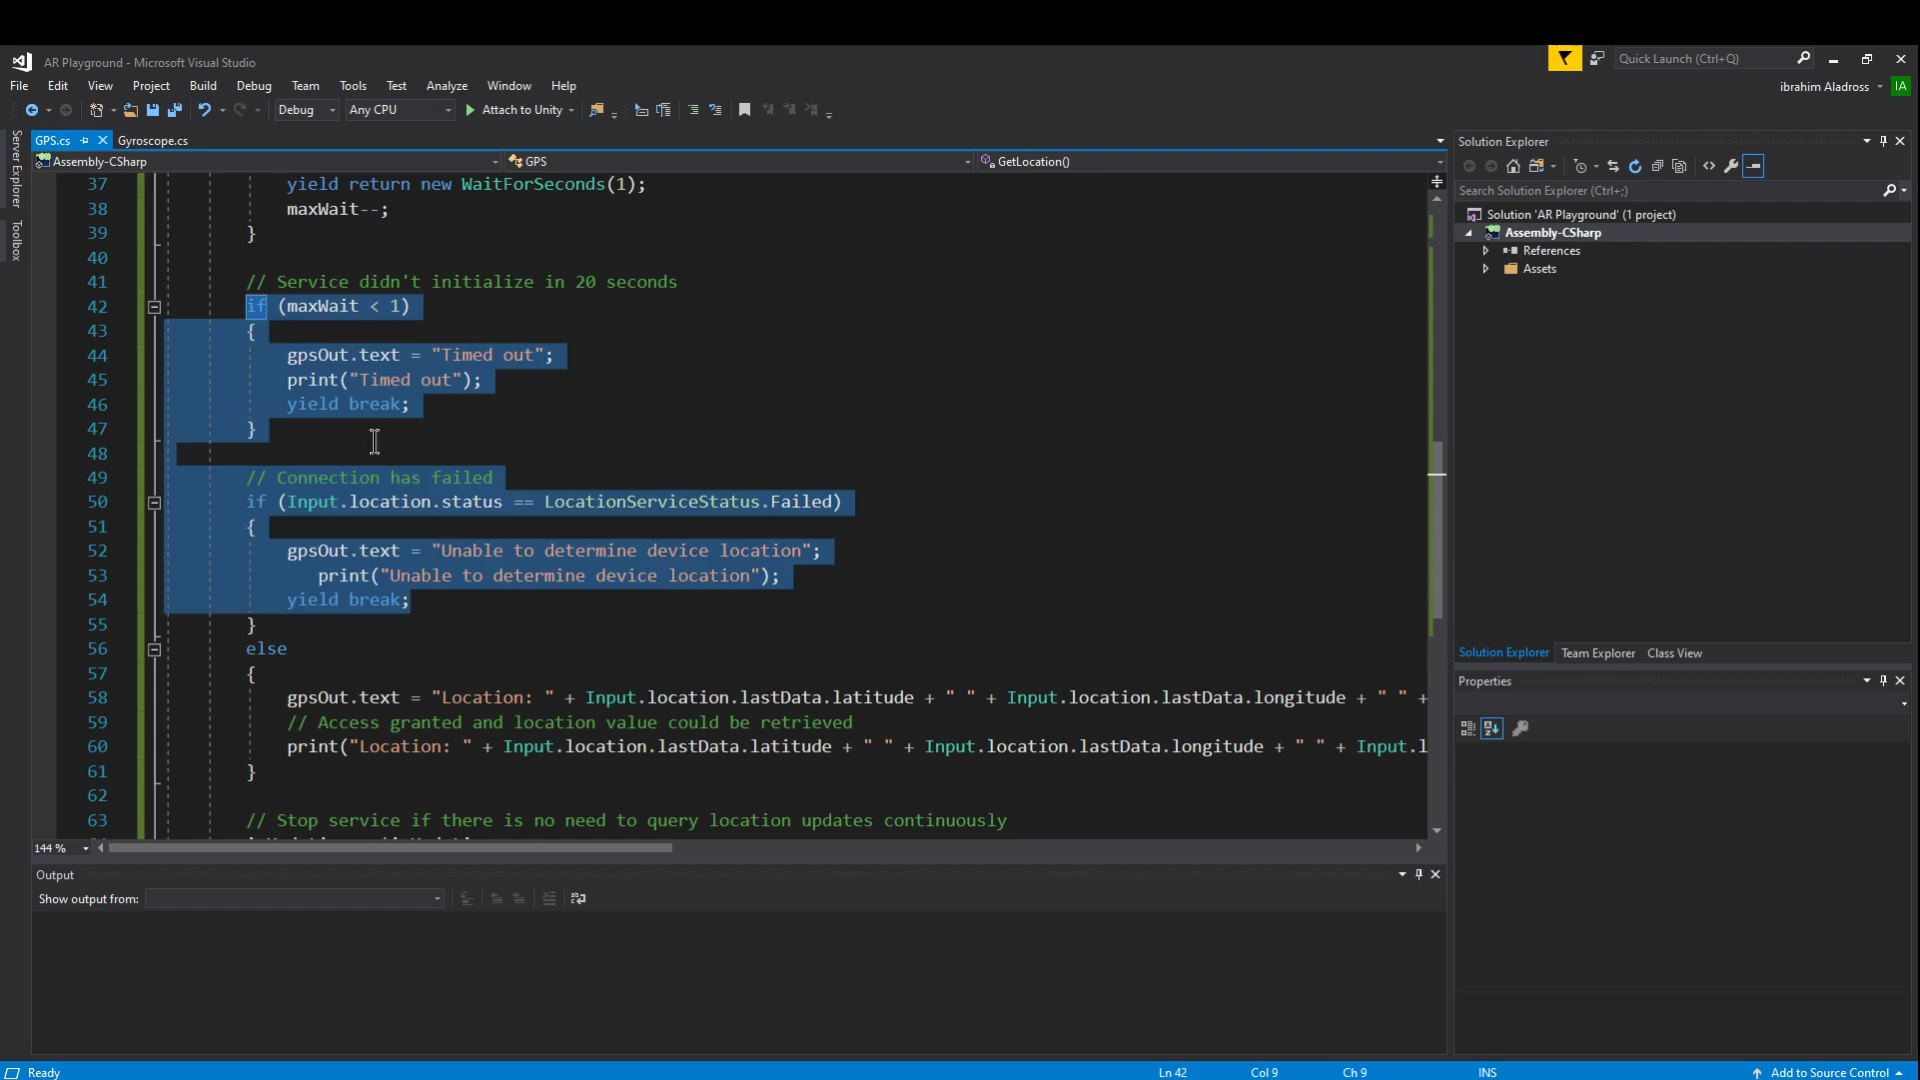 AR Playground - Microsoft Visual Studio
Quick Launch (Ctrl+Q)
File Edit View Project Build Debug Team Tools Test Analyze Window Help
ibrahim Aladross IA
Debug Any CPU Attach to Unity
Server Explorer
Toolbox
GPS.cs Gyroscope.cs
Assembly-CSharp GPS GetLocation()
37 yield return new WaitForSeconds(1);
38 maxWait--;
39 }
40
41 // Service didn't initialize in 20 seconds
42 if (maxWait < 1)
43 {
44 gpsOut.text = "Timed out";
45 print("Timed out");
46 yield break;
47 }
48
49 // Connection has failed
50 if (Input.location.status == LocationServiceStatus.Failed)
51 {
52 gpsOut.text = "Unable to determine device location";
53 print("Unable to determine device location");
54 yield break;
55 }
56 else
57 {
58 gpsOut.text = "Location: " + Input.location.lastData.latitude + " " + Input.location.lastData.longitude + " " +
59 // Access granted and location value could be retrieved
60 print("Location: " + Input.location.lastData.latitude + " " + Input.location.lastData.longitude + " " + Input.l
61 }
62
63 // Stop service if there is no need to query location updates continuously
144 %
Output
Show output from:
Solution Explorer
Search Solution Explorer (Ctrl+;)
Solution 'AR Playground' (1 project)
Assembly-CSharp
References
Assets
Solution Explorer Team Explorer Class View
Properties
Ready Ln 42 Col 9 Ch 9 INS Add to Source Control